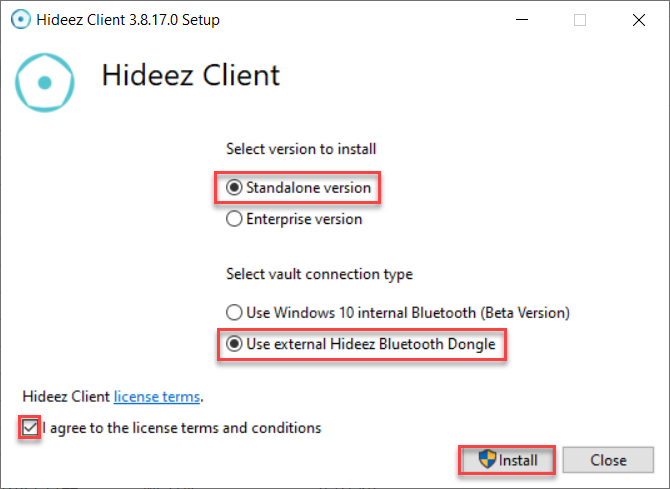 Hideez Client 3.8.17.0 Setup
Hideez Client
Select version to install
Standalone version
Enterprise version
Select vault connection type
Use Windows 10 internal Bluetooth (Beta Version)
Use external Hideez Bluetooth Dongle
Hideez Client license terms.
I agree to the license terms and conditions
Install Close